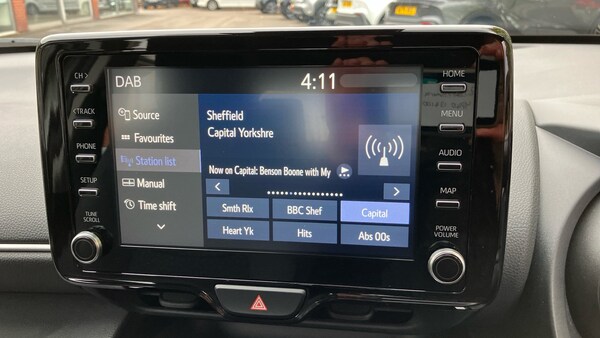 DAB 4:11
CH>
<TRACK
PHONE
SETUP
TUNE
SCROLL
HOME
MENU
AUDIO
MAP
POWER
VOLUME
Source
Favourites
Station list
Manual
Time shift
Sheffield
Capital Yorkshire
Now on Capital: Benson Boone with My
Smth Rlx BBC Shef Capital
Heart Yk Hits Abs 00s